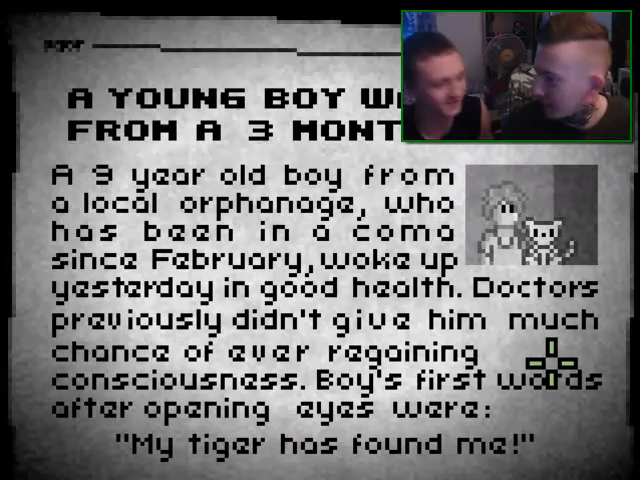 A YOUNG BOY W
FROM A 3 MONT
A 9 year old boy from
a local orphanage, who
has been in a coma
since February, woke up
yesterday in good health. Doctors
previously didn't give him much
chance of ever regaining
consciousness. Boy's first words
after opening eyes were:
"My tiger has found me!"